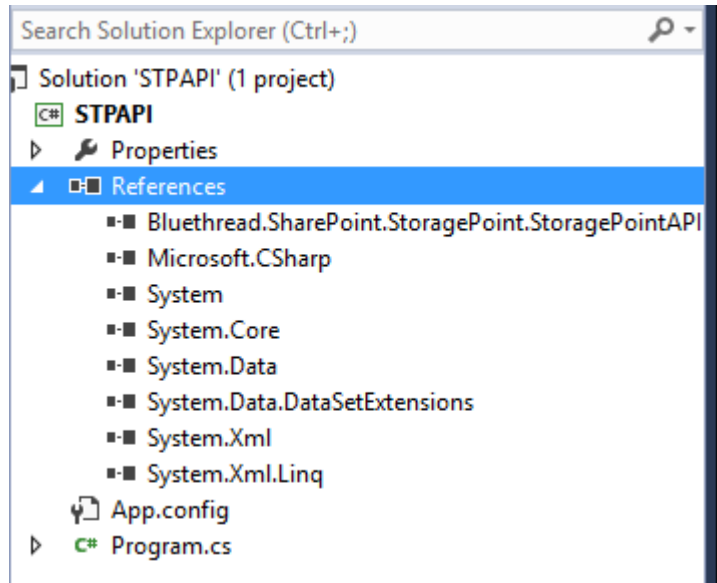 Search Solution Explorer (Ctrl+;)
Solution 'STPAPI' (1 project)
C# STPAPI
Properties
References
Bluethread.SharePoint.StoragePoint.StoragePointAPI
Microsoft.CSharp
System
System.Core
System.Data
System.Data.DataSetExtensions
System.Xml
System.Xml.Linq
App.config
C# Program.cs